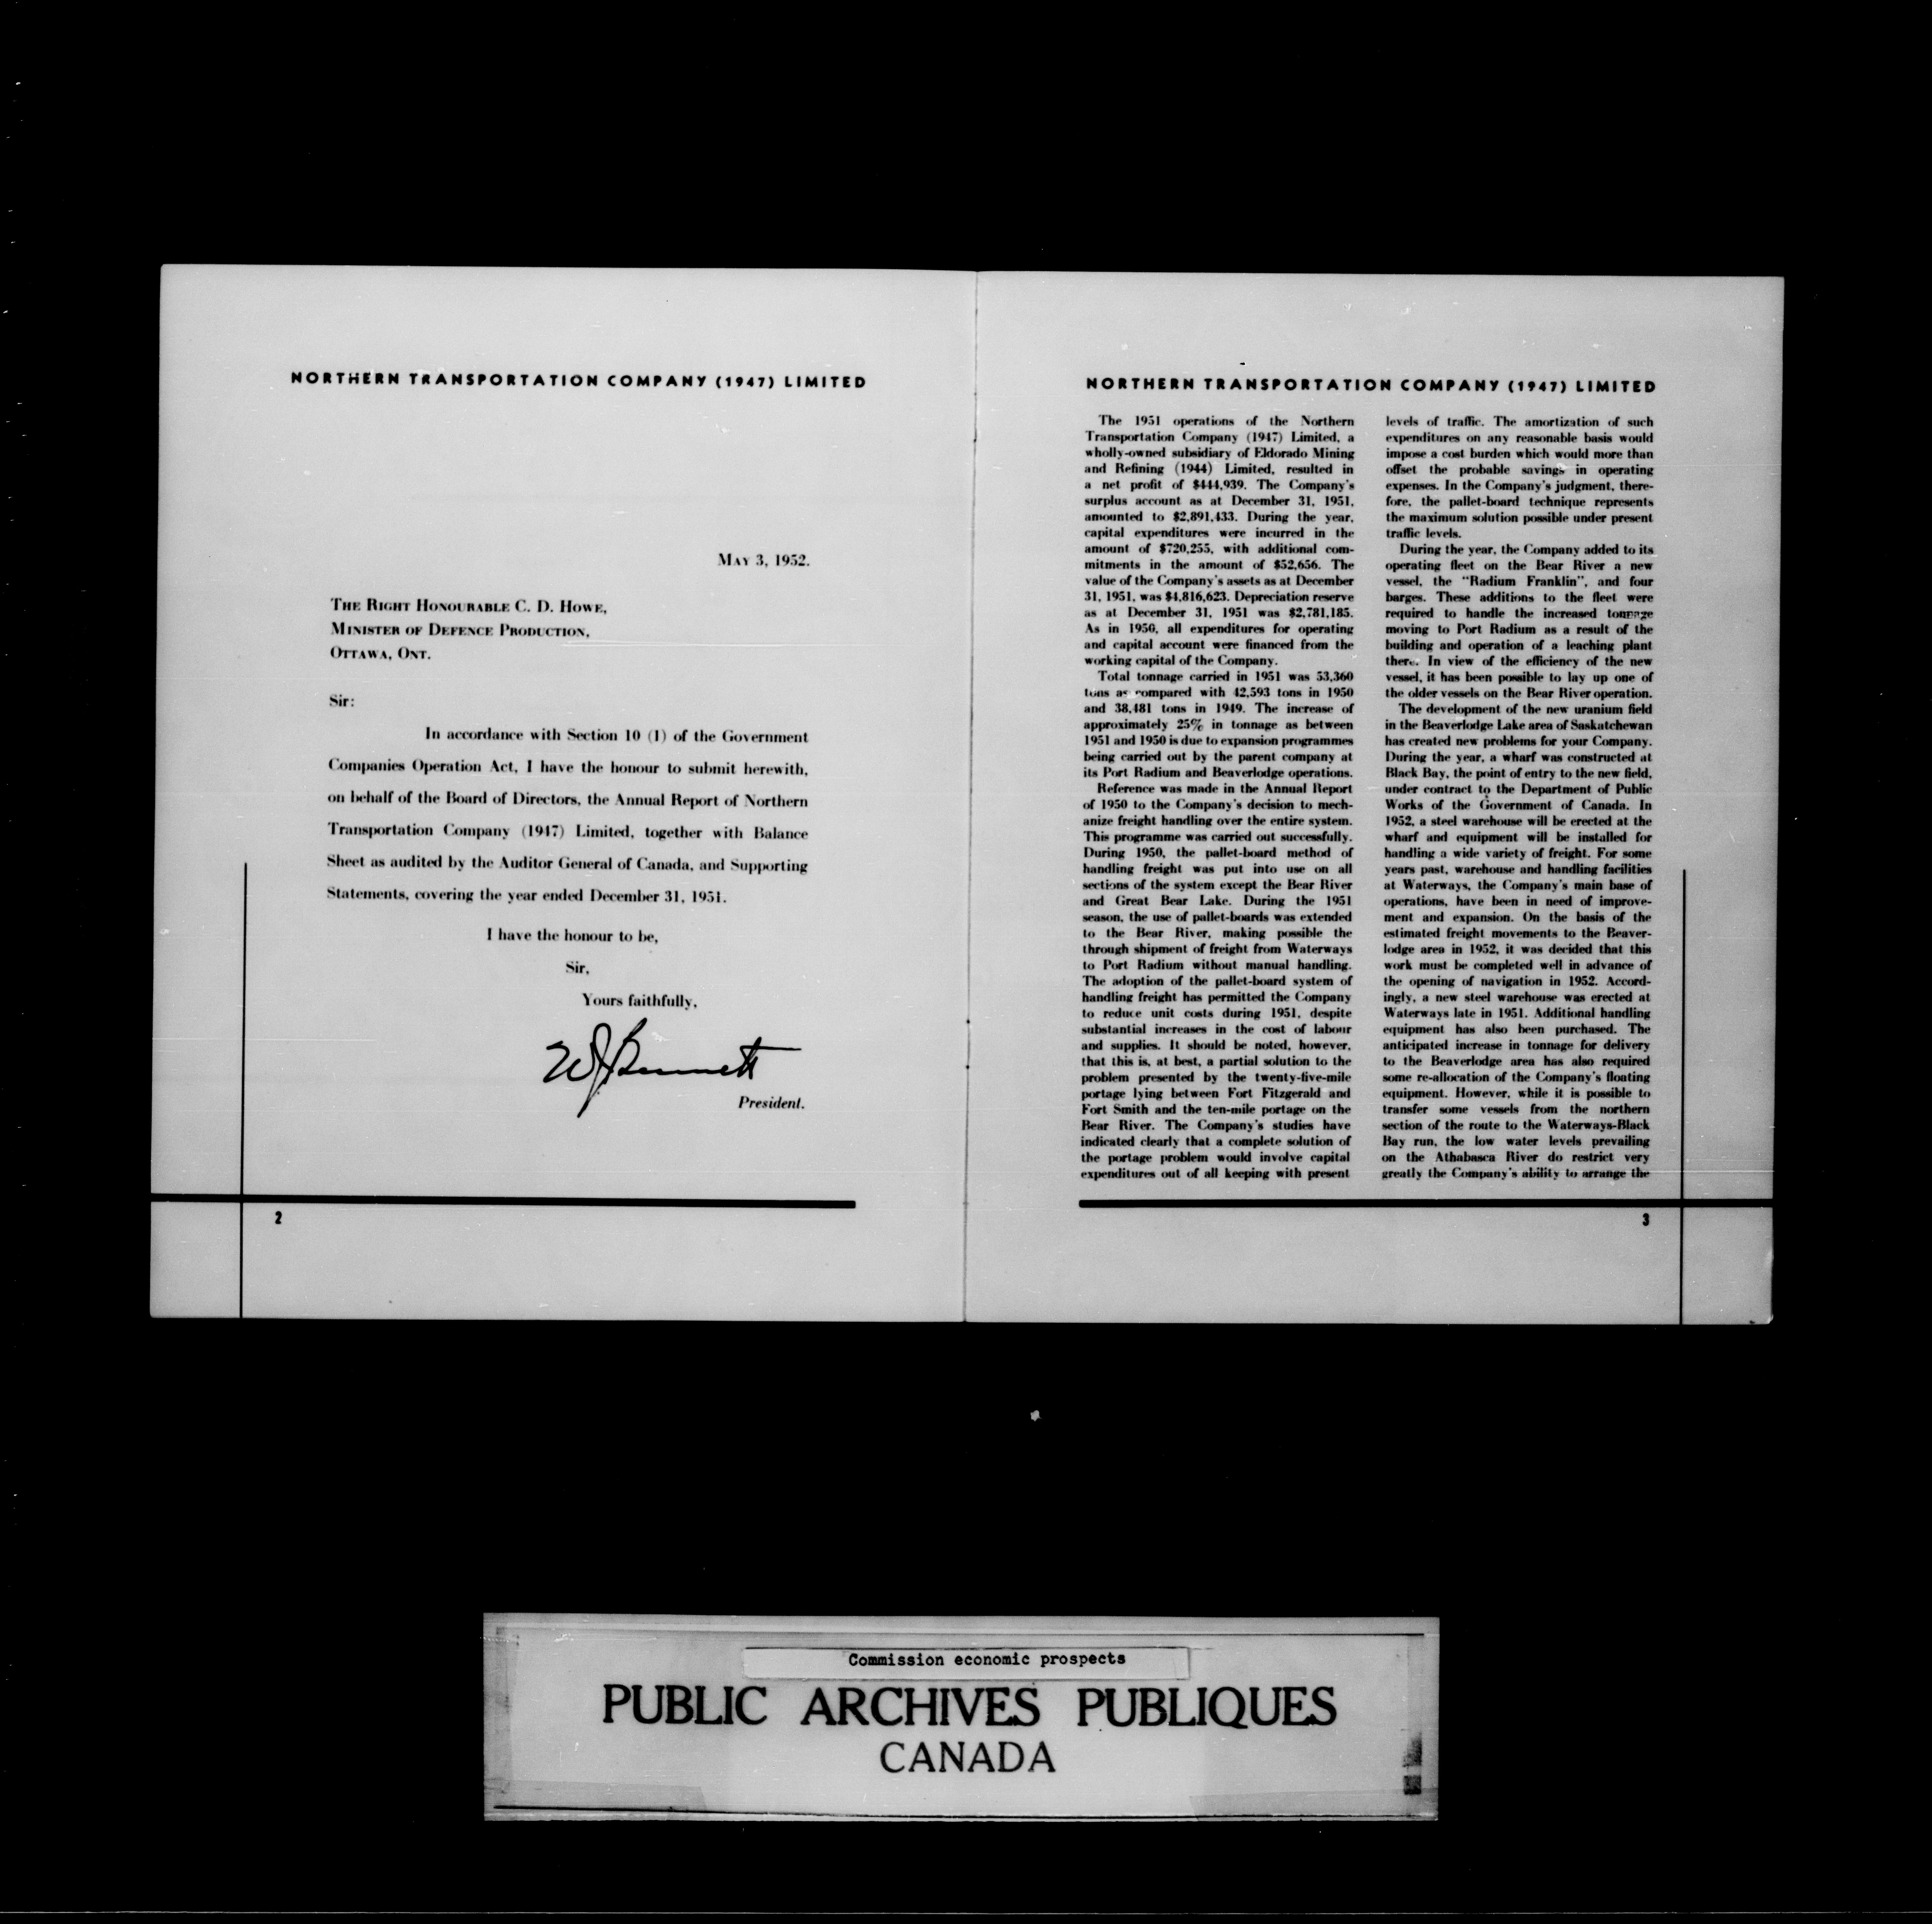 NORTHERN TRANSPORTATION COMPANY (1947) LIMITED
MAY 3, 1952.
THE RIGHT HONOURABLE C. D. HOWE,
MINISTER OF DEFENCE PRODUCTION,
OTTAWA, ONT.
Sir:
In accordance with Section 10 (1) of the Government
Companies Operation Act, I have the honour to submit herewith,
on behalf of the Board of Directors, the Annual Report of Northern
Transportation Company (1947) Limited, together with Balance
Sheet as audited by the Auditor General of Canada, and Supporting
Statements, covering the year ended December 31, 1951.
I have the honour to be,
Sir,
Yours faithfully,
WJBennett
President.
2
NORTHERN TRANSPORTATION COMPANY (1947) LIMITED
The 1951 operations of the Northern
Transportation Company (1947) Limited, a
wholly-owned subsidiary of Eldorado Mining
and Refining (1944) Limited, resulted in
a net profit of $444,939. The Company's
surplus account as at December 31, 1951,
amounted to $2,891,433. During the year,
capital expenditures were incurred in the
amount of $720,255, with additional com-
mitments in the amount of $52,656. The
value of the Company's assets as at December
31, 1951, was $4,816,623. Depreciation reserve
as at December 31, 1951 was $2,781,185.
As in 1950, all expenditures for operating
and capital account were financed from the
working capital of the Company.
Total tonnage carried in 1951 was 53,360
tons as compared with 42,593 tons in 1950
and 38,481 tons in 1949. The increase of
approximately 25% in tonnage as between
1951 and 1950 is due to expansion programmes
being carried out by the parent company at
its Port Radium and Beaverlodge operations.
Reference was made in the Annual Report
of 1950 to the Company's decision to mech-
anize freight handling over the entire system.
This programme was carried out successfully.
During 1950, the pallet-board method of
handling freight was put into use on all
sections of the system except the Bear River
and Great Bear Lake. During the 1951
season, the use of pallet-boards was extended
to the Bear River, making possible the
through shipment of freight from Waterways
to Port Radium without manual handling.
The adoption of the pallet-board system of
handling freight has permitted the Company
to reduce unit costs during 1951, despite
substantial increases in the cost of labour
and supplies. It should be noted, however,
that this is, at best, a partial solution to the
problem presented by the twenty-five-mile
portage lying between Fort Fitzgerald and
Fort Smith and the ten-mile portage on the
Bear River. The Company's studies have
indicated clearly that a complete solution of
the portage problem would involve capital
expenditures out of all keeping with present
levels of traffic. The amortization of such
expenditures on any reasonable basis would
impose a cost burden which would more than
offset the probable savings in operating
expenses. In the Company's judgment, there-
fore, the pallet-board technique represents
the maximum solution possible under present
traffic levels.
During the year, the Company added to its
operating fleet on the Bear River a new
vessel, the "Radium Franklin", and four
barges. These additions to the fleet were
required to handle the increased tonnage
moving to Port Radium as a result of the
building and operation of a leaching plant
there. In view of the efficiency of the new
vessel, it has been possible to lay up one of
the older vessels on the Bear River operation.
The development of the new uranium field
in the Beaverlodge Lake area of Saskatchewan
has created new problems for your Company.
During the year, a wharf was constructed at
Black Bay, the point of entry to the new field,
under contract to the Department of Public
Works of the Government of Canada. In
1952, a steel warehouse will be erected at the
wharf and equipment will be installed for
handling a wide variety of freight. For some
years past, warehouse and handling facilities
at Waterways, the Company's main base of
operations, have been in need of improve-
ment and expansion. On the basis of the
estimated freight movements to the Beaver-
lodge area in 1952, it was decided that this
work must be completed well in advance of
the opening of navigation in 1952. Accord-
ingly, a new steel warehouse was erected at
Waterways late in 1951. Additional handling
equipment has also been purchased. The
anticipated increase in tonnage for delivery
to the Beaverlodge area has also required
some re-allocation of the Company's floating
equipment. However, while it is possible to
transfer some vessels from the northern
section of the route to the Waterways-Black
Bay run, the low water levels prevailing
on the Athabasca River do restrict very
greatly the Company's ability to arrange the
3
Commission economic prospects
PUBLIC ARCHIVES PUBLIQUES
CANADA